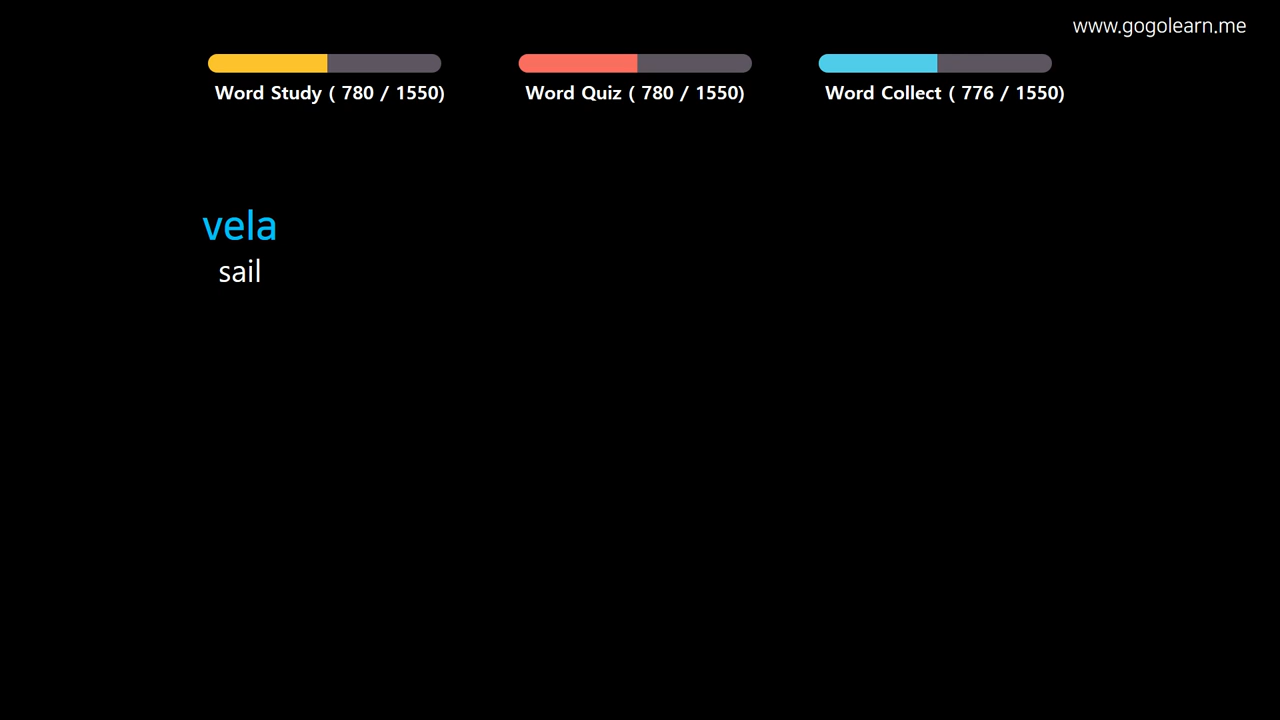 www.gogolearn.me
Word Study ( 780 / 1550)
Word Quiz ( 780 / 1550)
Word Collect ( 776 / 1550)
vela
sail